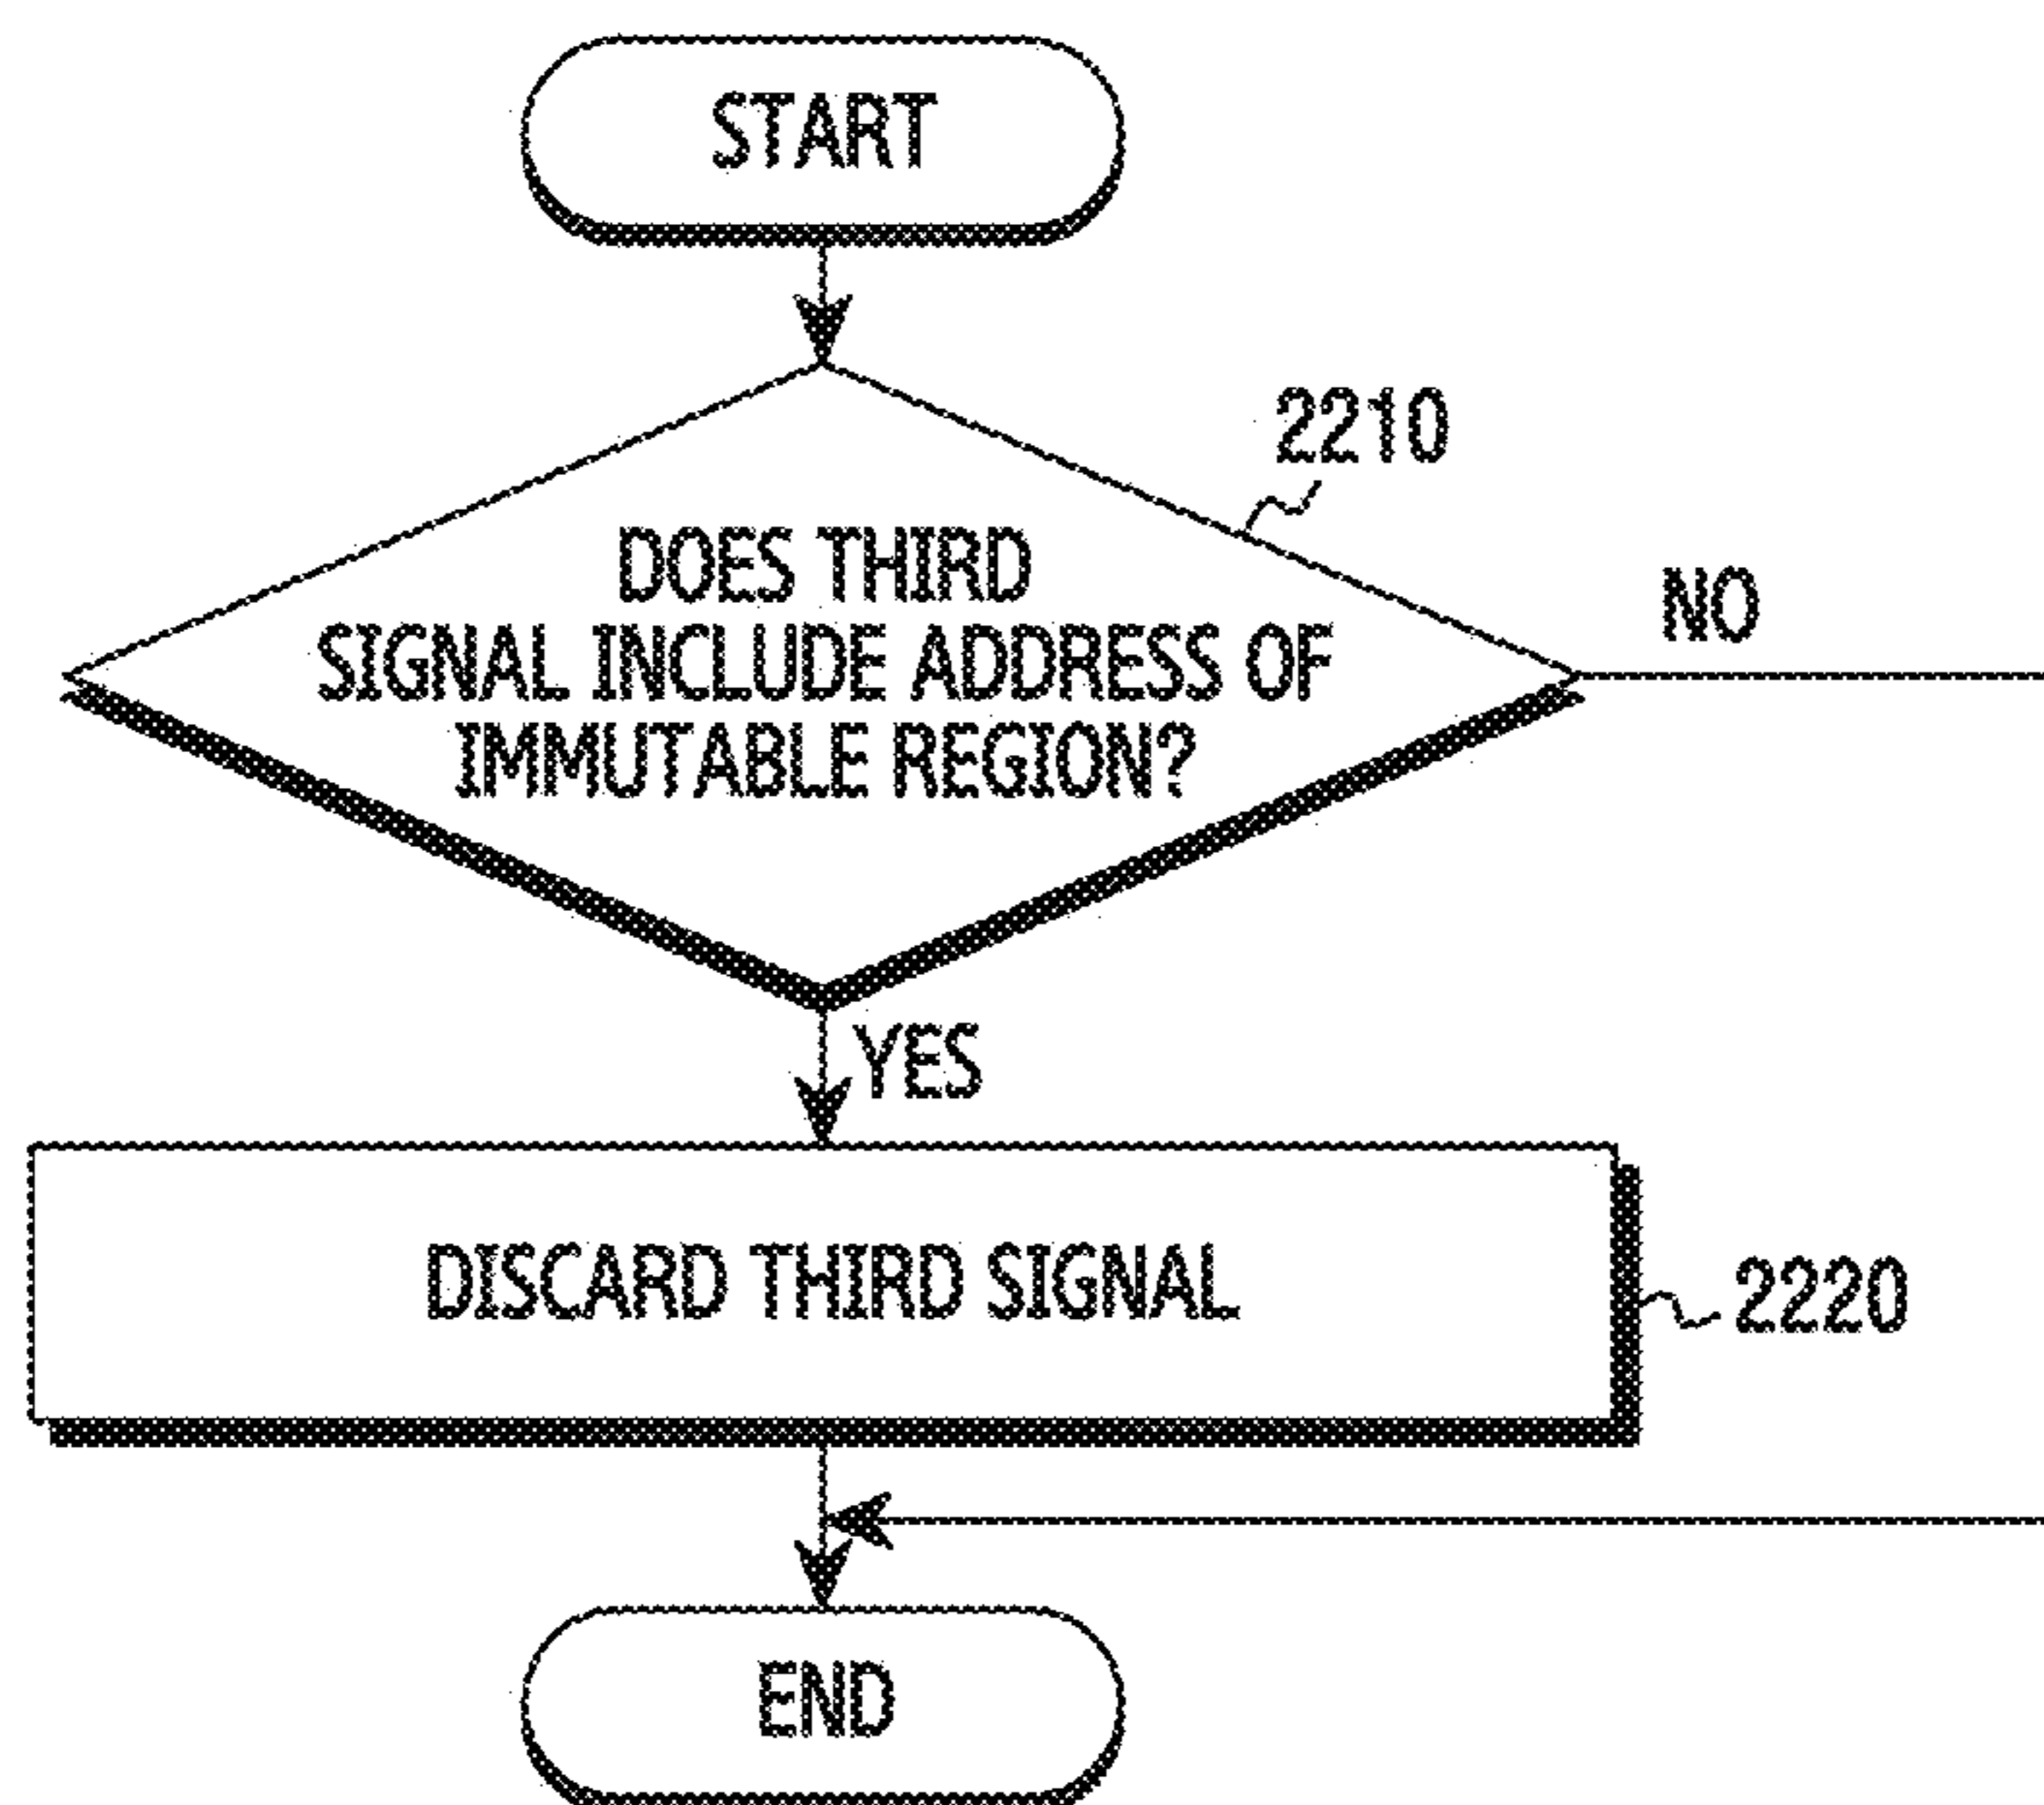 START
2210
DOES THIRD
SIGNAL INCLUDE ADDRESS OF
IMMUTABLE REGION?
NO
YES
DISCARD THIRD SIGNAL
2220
END